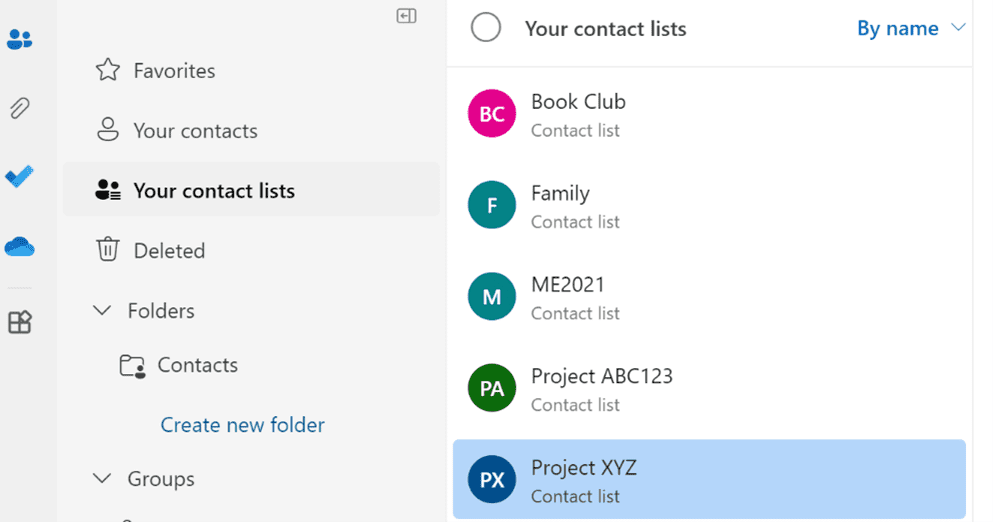 Favorites
Your contacts
Your contact lists
Deleted
Folders
Contacts
Create new folder
Groups
Your contact lists
By name
BC
Book Club
Contact list
F
Family
Contact list
M
ME2021
Contact list
PA
Project ABC123
Contact list
PX
Project XYZ
Contact list